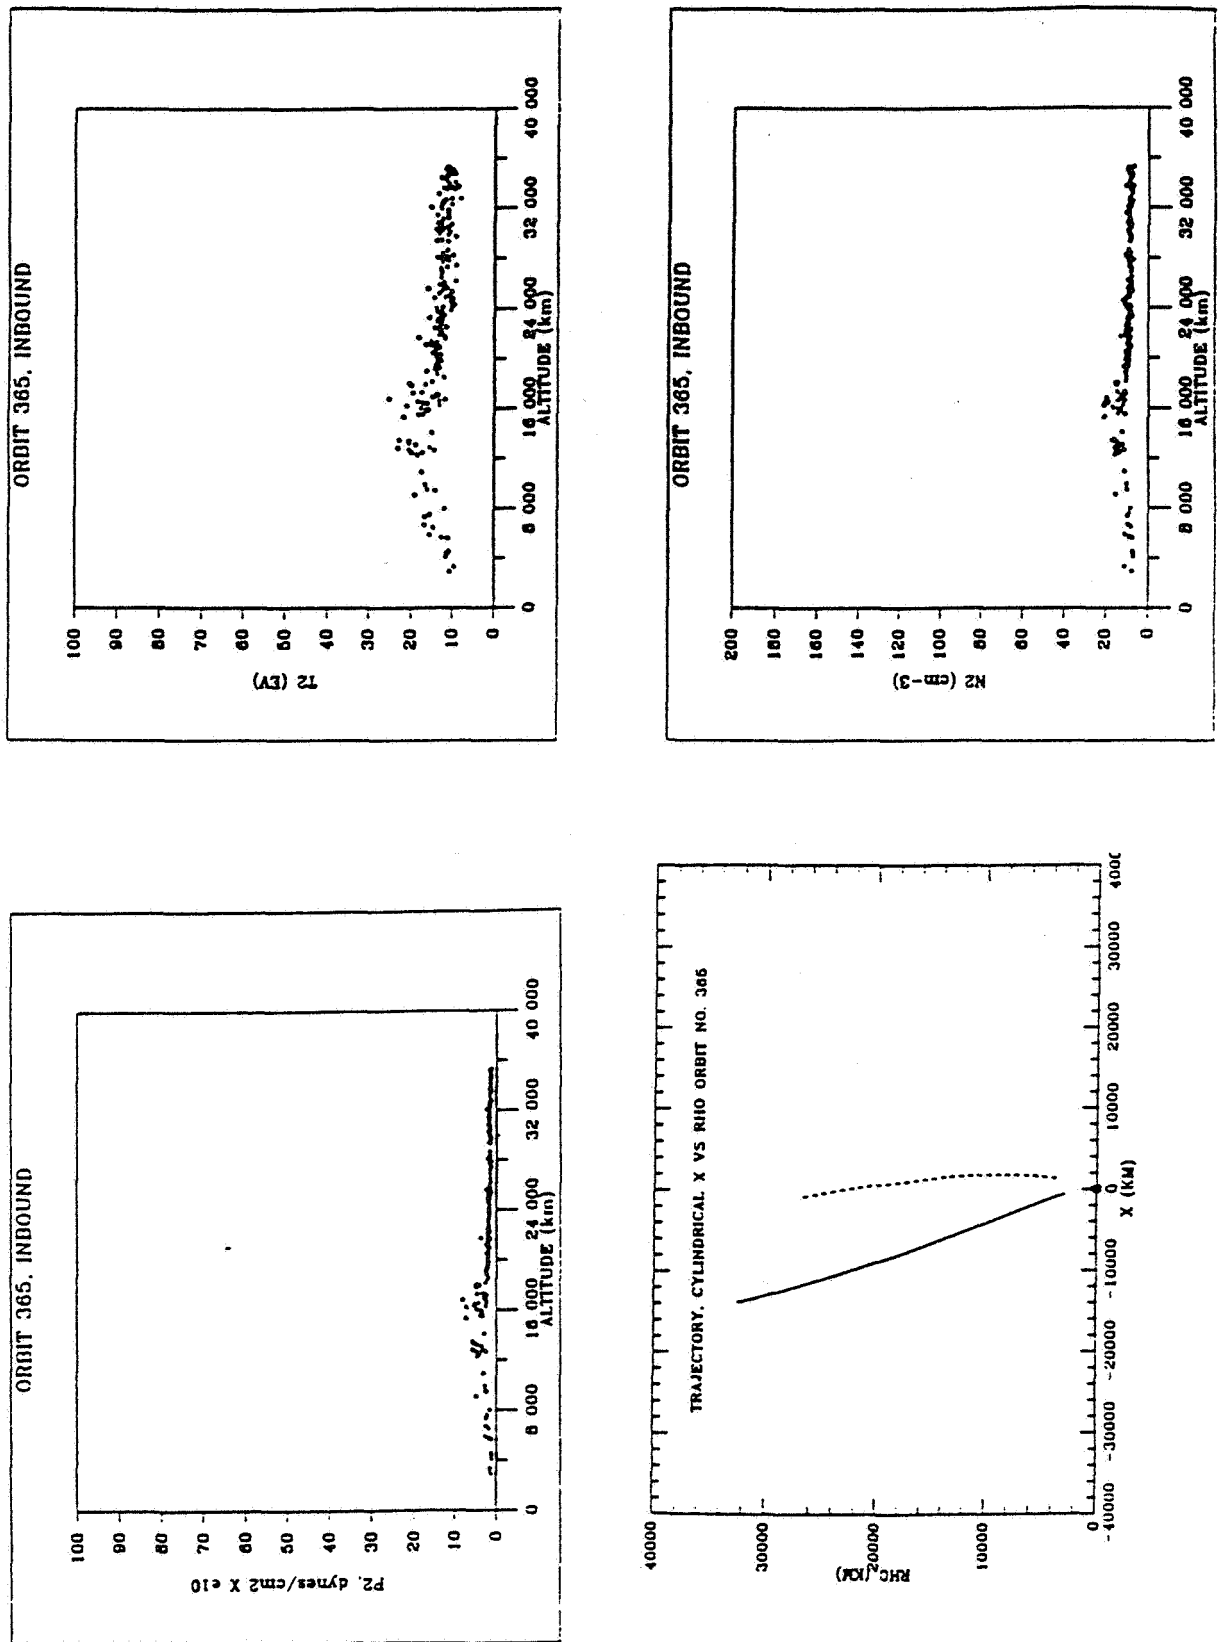 ORBIT 365, INBOUND
100
90
80
70
60
50
40
30
20
10
0
P2, dynes/cm2 X e10
0 8 000 16 000 24 000 32 000 40 000
ALTITUDE (km)
ORBIT 365, INBOUND
100
90
80
70
60
50
40
30
20
10
0
T2 (EV)
0 8 000 16 000 24 000 32 000 40 000
ALTITUDE (km)
TRAJECTORY, CYLINDRICAL X VS RHO ORBIT NO. 365
40000
30000
20000
10000
0
RHO (KM)
-40000 -30000 -20000 -10000 0 10000 20000 30000 4000
X (KM)
ORBIT 365, INBOUND
200
180
160
140
120
100
80
60
40
20
0
N2 (cm-3)
0 8 000 16 000 24 000 32 000 40 000
ALTITUDE (km)